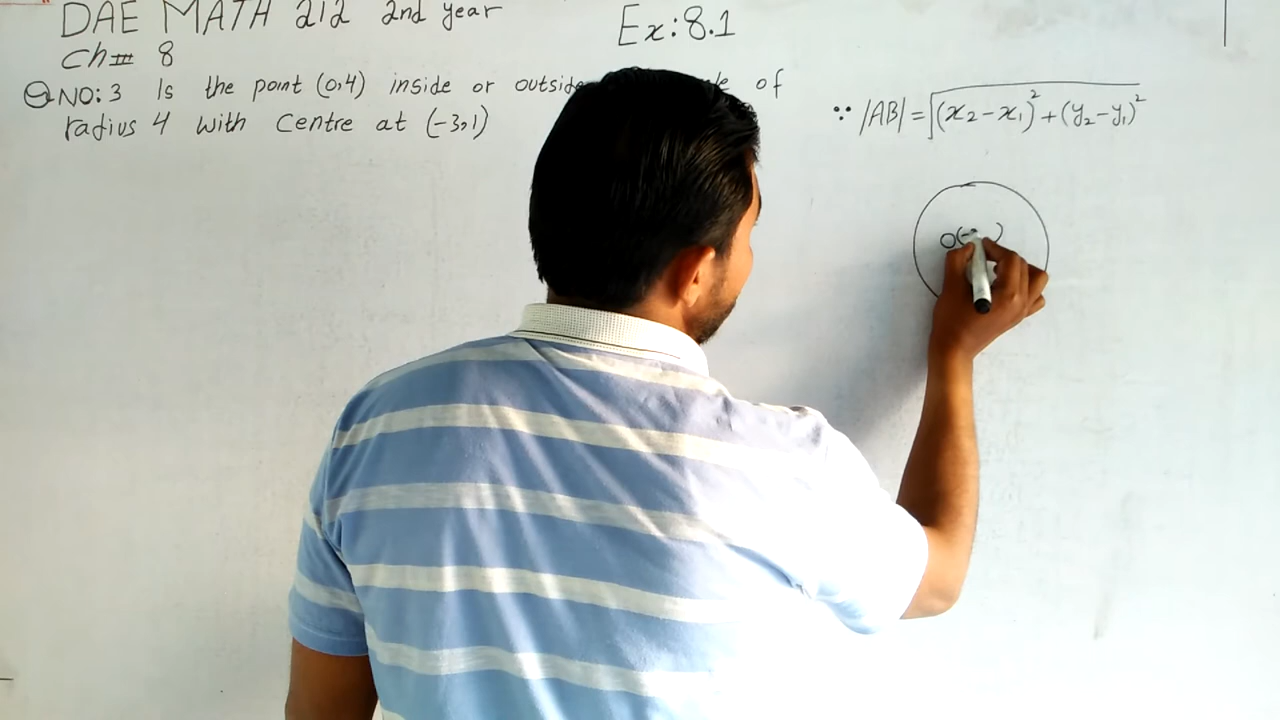 DAE MATH 212 2nd year
Ex: 8.1
Ch 8
Q NO: 3 Is the point (0,4) inside or outside of
radius 4 with centre at (-3,1)
∵ |AB| = √(x₂-x₁)² + (y₂-y₁)²
O(-
)